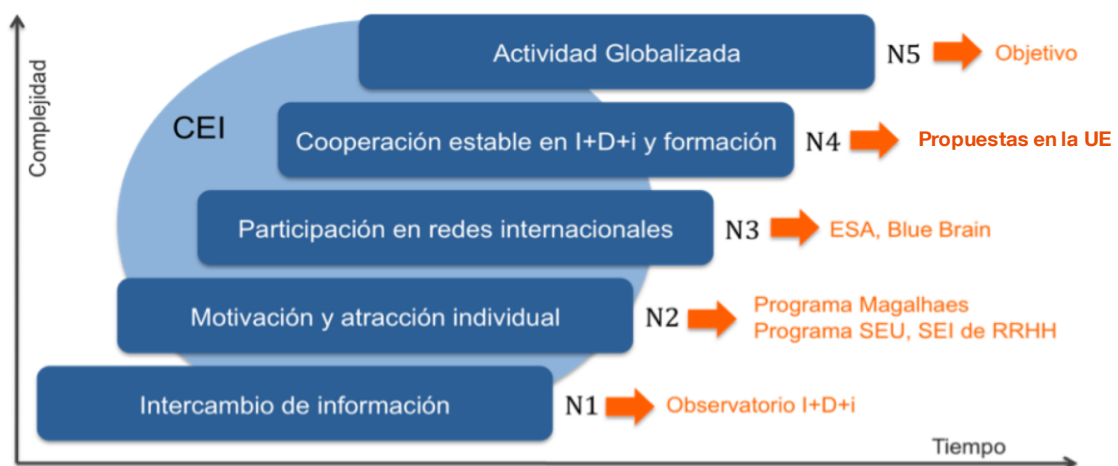 Complejidad
CEI
Actividad Globalizada
N5
Objetivo
Cooperación estable en I+D+i y formación
N4
Propuestas en la UE
Participación en redes internacionales
N3
ESA, Blue Brain
Motivación y atracción individual
N2
Programa Magalhaes
Programa SEU, SEI de RRHH
Intercambio de información
N1
Observatorio I+D+i
Tiempo